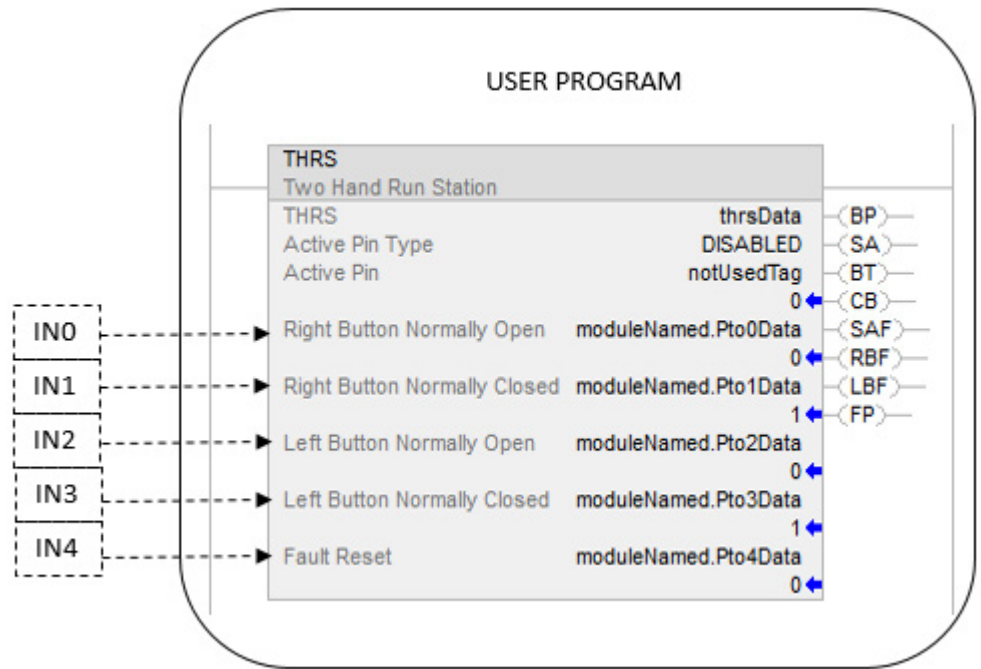 USER PROGRAM
THRS
Two Hand Run Station
THRS thrsData BP
Active Pin Type DISABLED SA
Active Pin notUsedTag BT
0 CB
IN0 Right Button Normally Open moduleNamed.Pto0Data SAF
0 RBF
IN1 Right Button Normally Closed moduleNamed.Pto1Data LBF
1 FP
IN2 Left Button Normally Open moduleNamed.Pto2Data
0
IN3 Left Button Normally Closed moduleNamed.Pto3Data
1
IN4 Fault Reset moduleNamed.Pto4Data
0